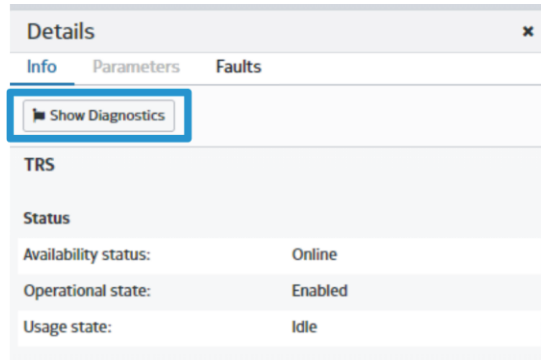 Details
Info Parameters Faults
Show Diagnostics
TRS
Status
Availability status: Online
Operational state: Enabled
Usage state: Idle